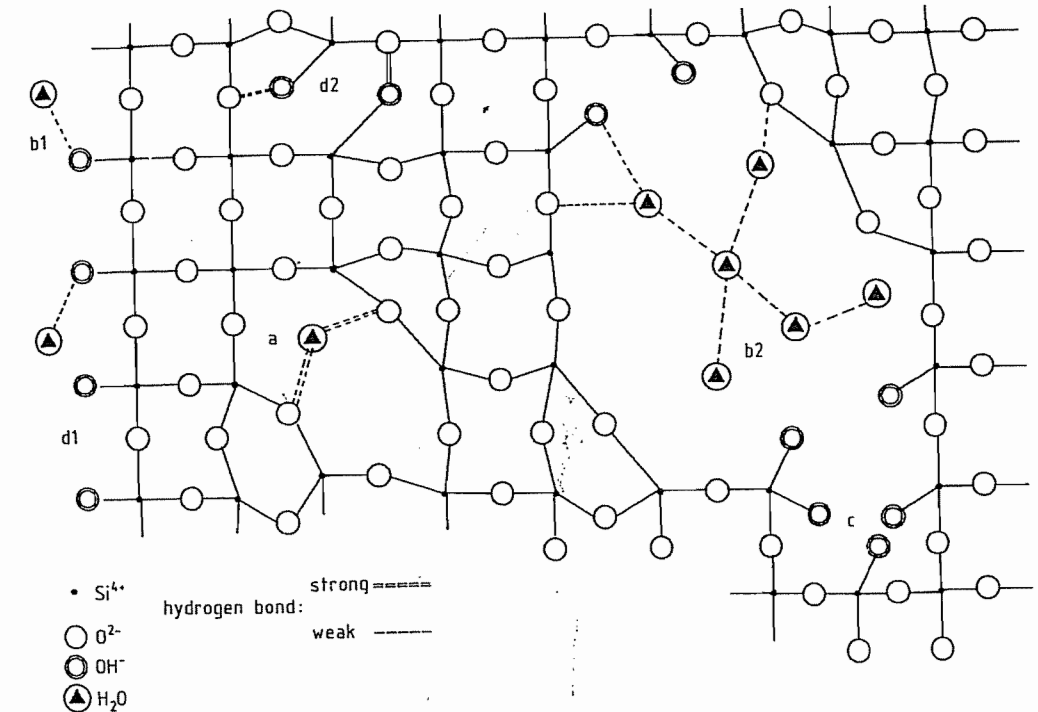 d2
b1
a
b2
d1
c
• Si⁴⁺
strong =====
hydrogen bond:
O²⁻
weak ----
OH⁻
H₂O